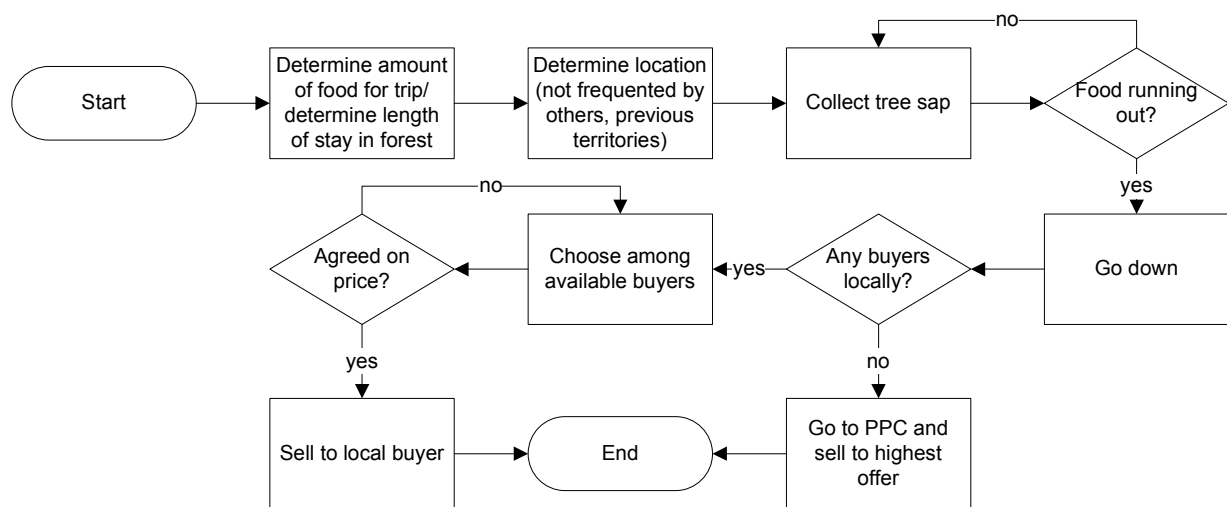 no
Start
Determine amount
of food for trip/
determine length
of stay in forest
Determine location
(not frequented by
others, previous
territories)
Collect tree sap
Food running
out?
yes
no
Agreed on
price?
Choose among
available buyers
yes
Any buyers
locally?
Go down
yes
no
Sell to local buyer
End
Go to PPC and
sell to highest
offer